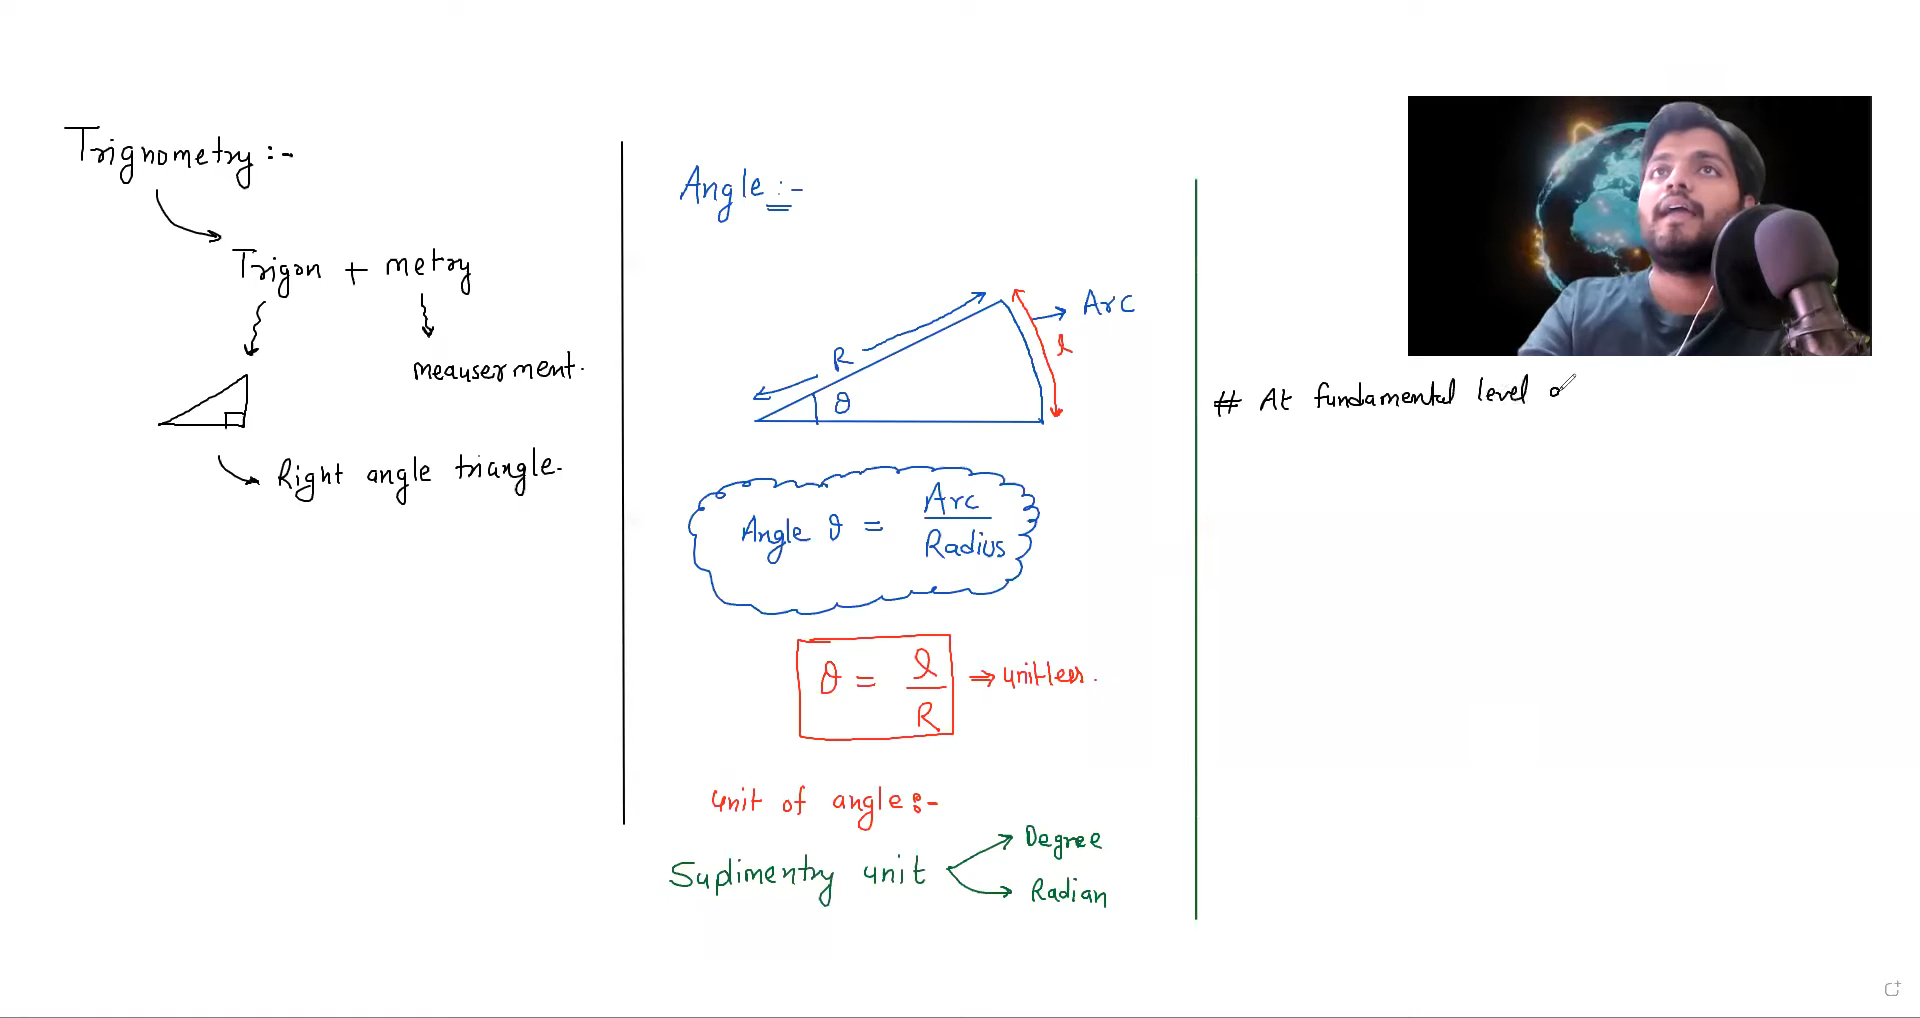 Trignometry :-
Trigon + metry
meauserment.
Right angle triangle.
Angle :-
Arc
R
l
θ
Angle θ = Arc / Radius
θ = l / R ⇒ unitless.
unit of angle :-
Suplimentry unit
Degree
Radian
# At fundamental level o